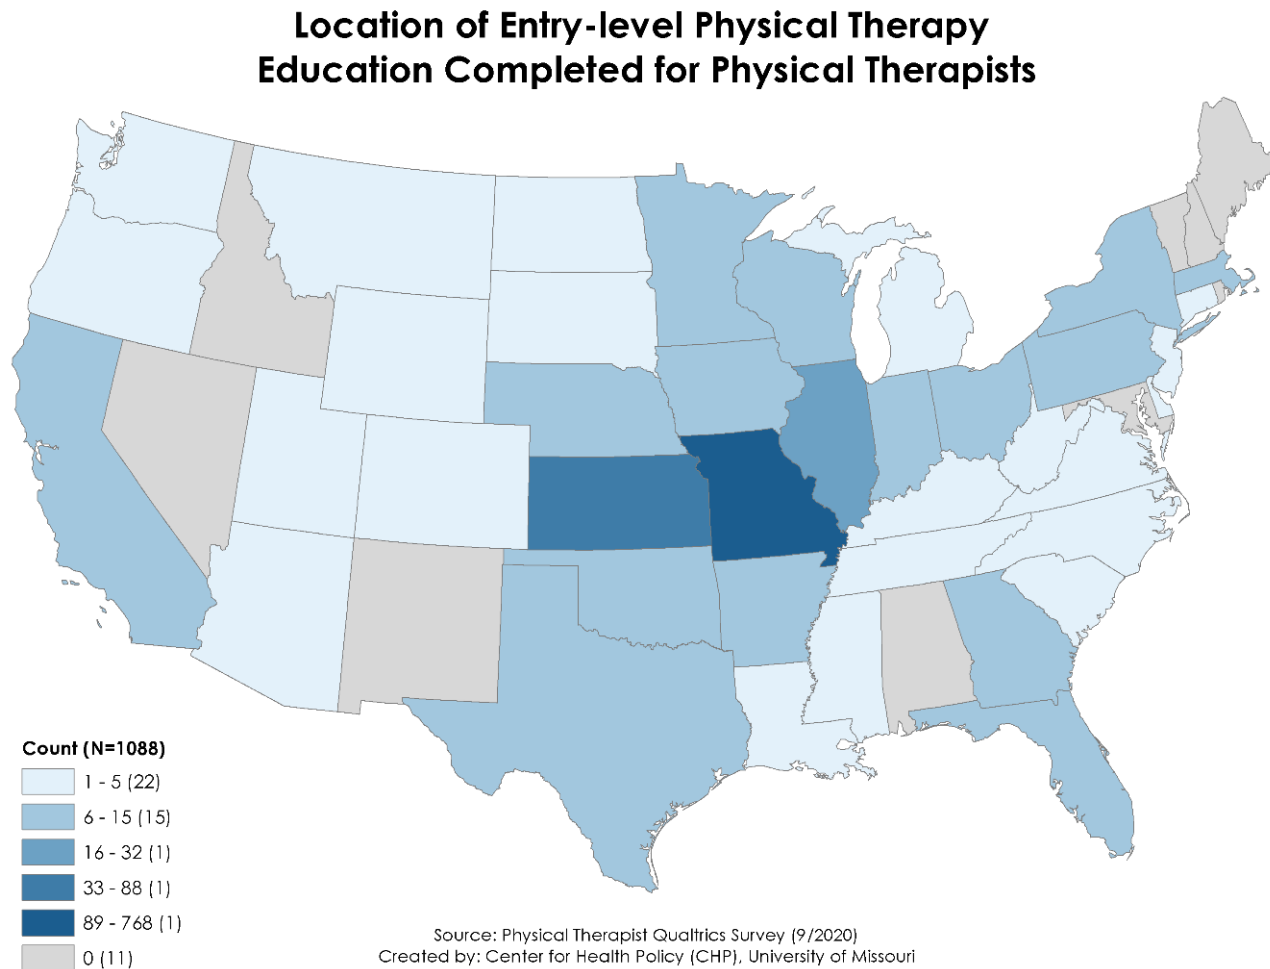 Location of Entry-level Physical Therapy
Education Completed for Physical Therapists
Count (N=1088)
1 - 5 (22)
6 - 15 (15)
16 - 32 (1)
33 - 88 (1)
89 - 768 (1)
0 (11)
Source: Physical Therapist Qualtrics Survey (9/2020)
Created by: Center for Health Policy (CHP), University of Missouri